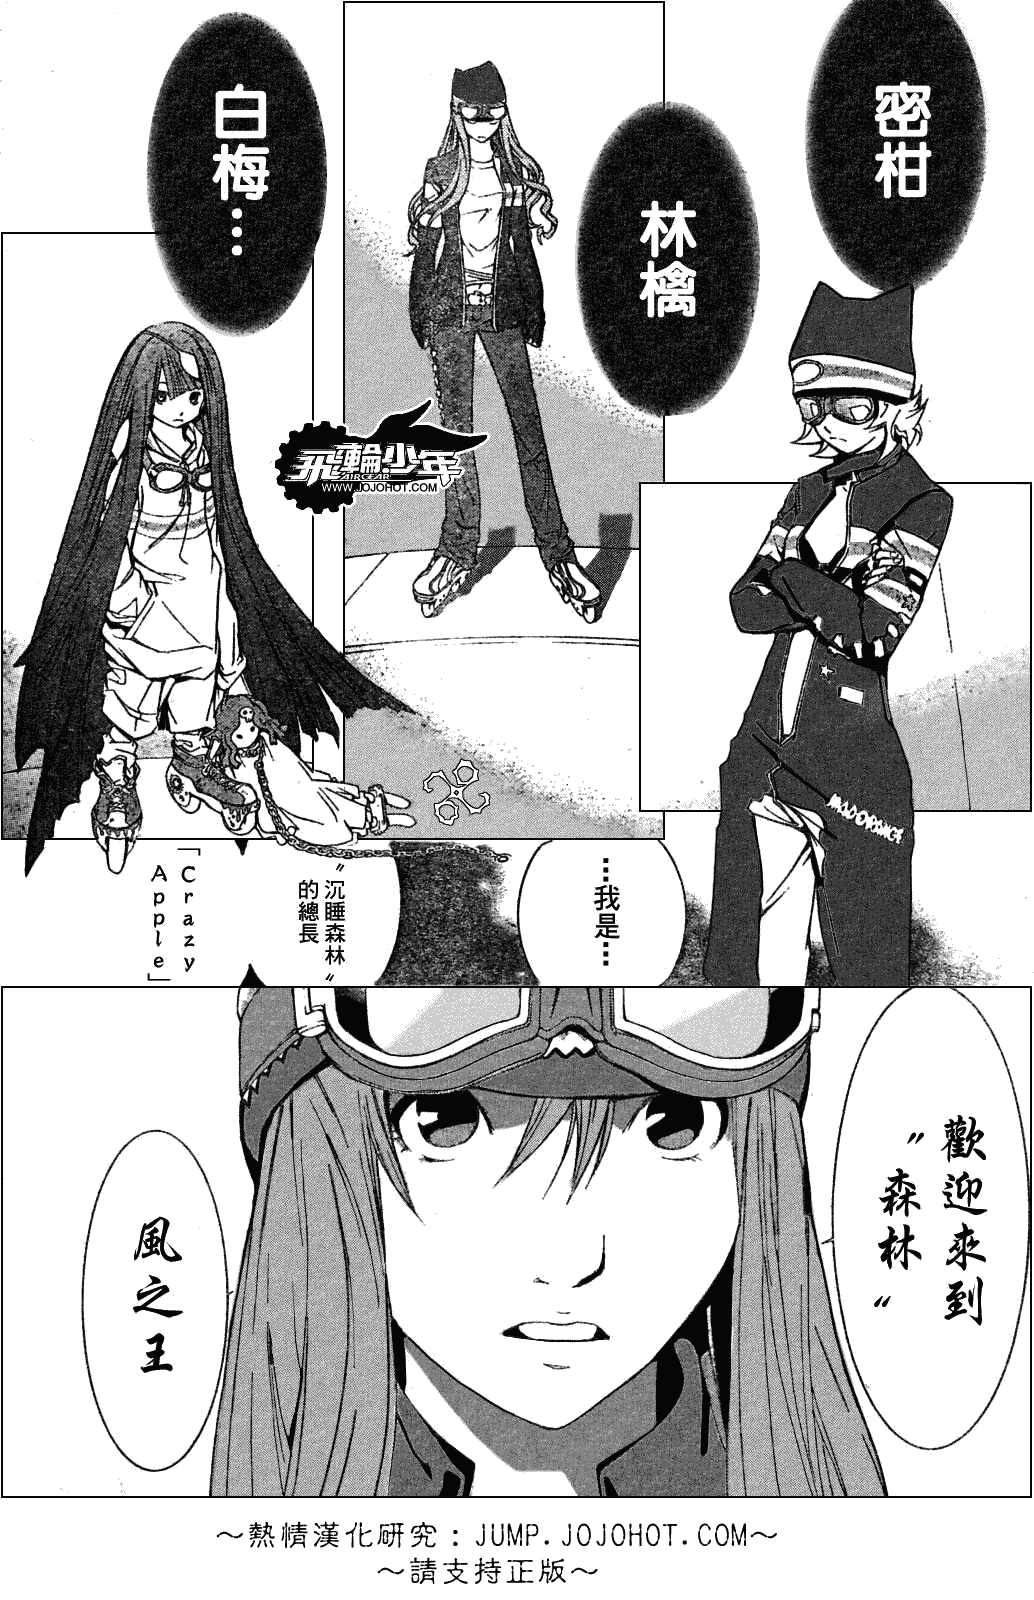 密柑
林檎
白梅…
飛輪少年
AIRGEAR
WWW.JOJOHOT.COM
MAD ORANGE
…我是…
〝沉睡森林〞
的總長
「Crazy
Apple」
歡迎來到
〝森林〞
風之王
～熱情漢化研究：JUMP.JOJOHOT.COM～
～請支持正版～